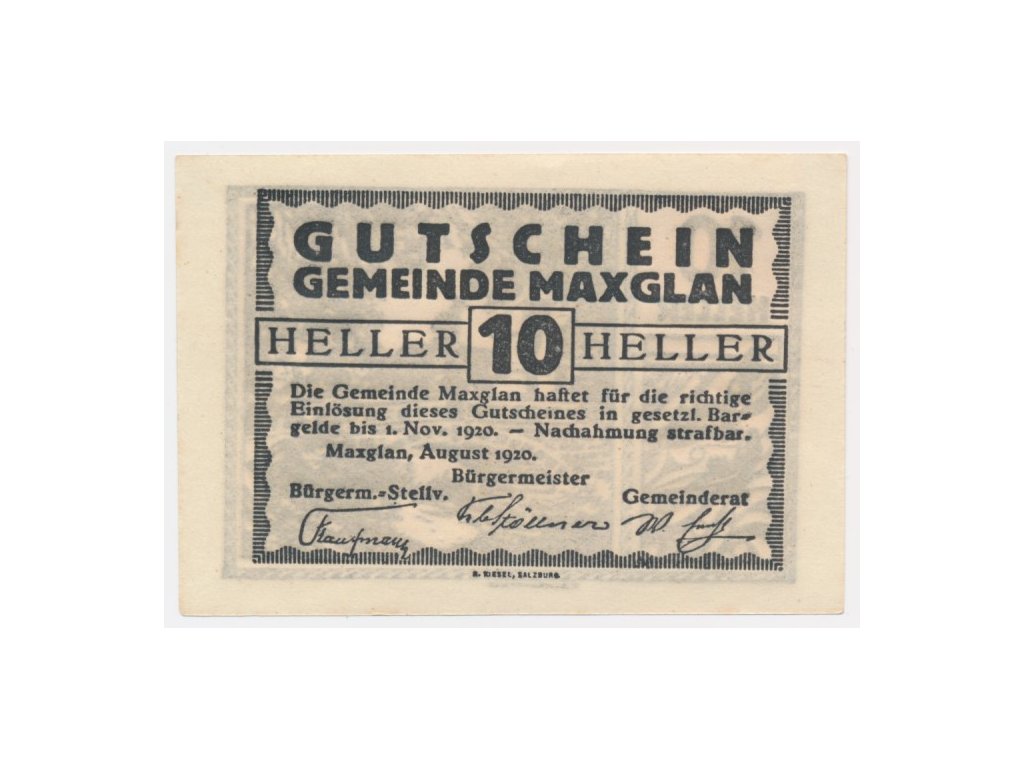 GUTSCHEIN
GEMEINDE MAXGLAN
HELLER 10 HELLER
Die Gemeinde Maxglan haftet für die richtige
Einlösung dieses Gutscheines in gesetzl. Bar-
gelde bis 1. Nov. 1920. — Nachahmung strafbar.
Maxglan, August 1920.
Bürgermeister
Bürgerm.-Stellv. Gemeinderat
R. KIESEL, SALZBURG.